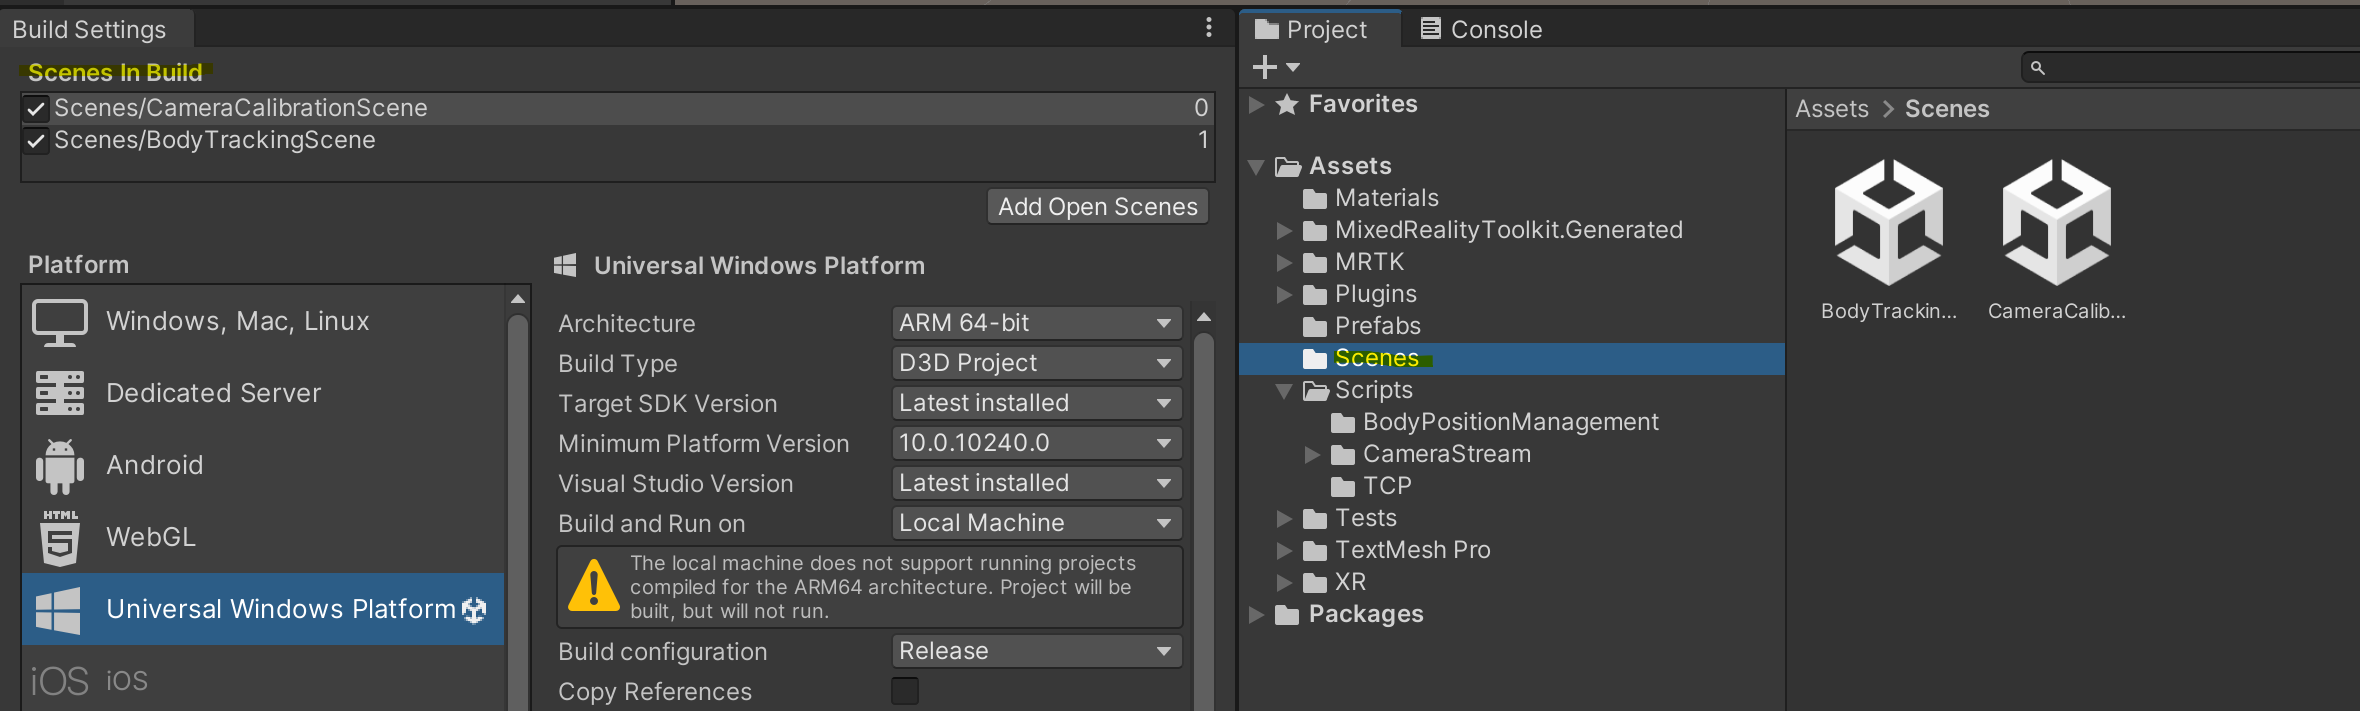 Build Settings
Scenes In Build
Scenes/CameraCalibrationScene 0
Scenes/BodyTrackingScene 1
Add Open Scenes
Platform
Windows, Mac, Linux
Dedicated Server
Android
HTML
5
WebGL
Universal Windows Platform
iOS iOS
Universal Windows Platform
Architecture ARM 64-bit
Build Type D3D Project
Target SDK Version Latest installed
Minimum Platform Version 10.0.10240.0
Visual Studio Version Latest installed
Build and Run on Local Machine
The local machine does not support running projects
compiled for the ARM64 architecture. Project will be
built, but will not run.
Build configuration Release
Copy References
Project Console
Favorites
Assets
Materials
MixedRealityToolkit.Generated
MRTK
Plugins
Prefabs
Scenes
Scripts
BodyPositionManagement
CameraStream
TCP
Tests
TextMesh Pro
XR
Packages
Assets > Scenes
BodyTrackin... CameraCalib...